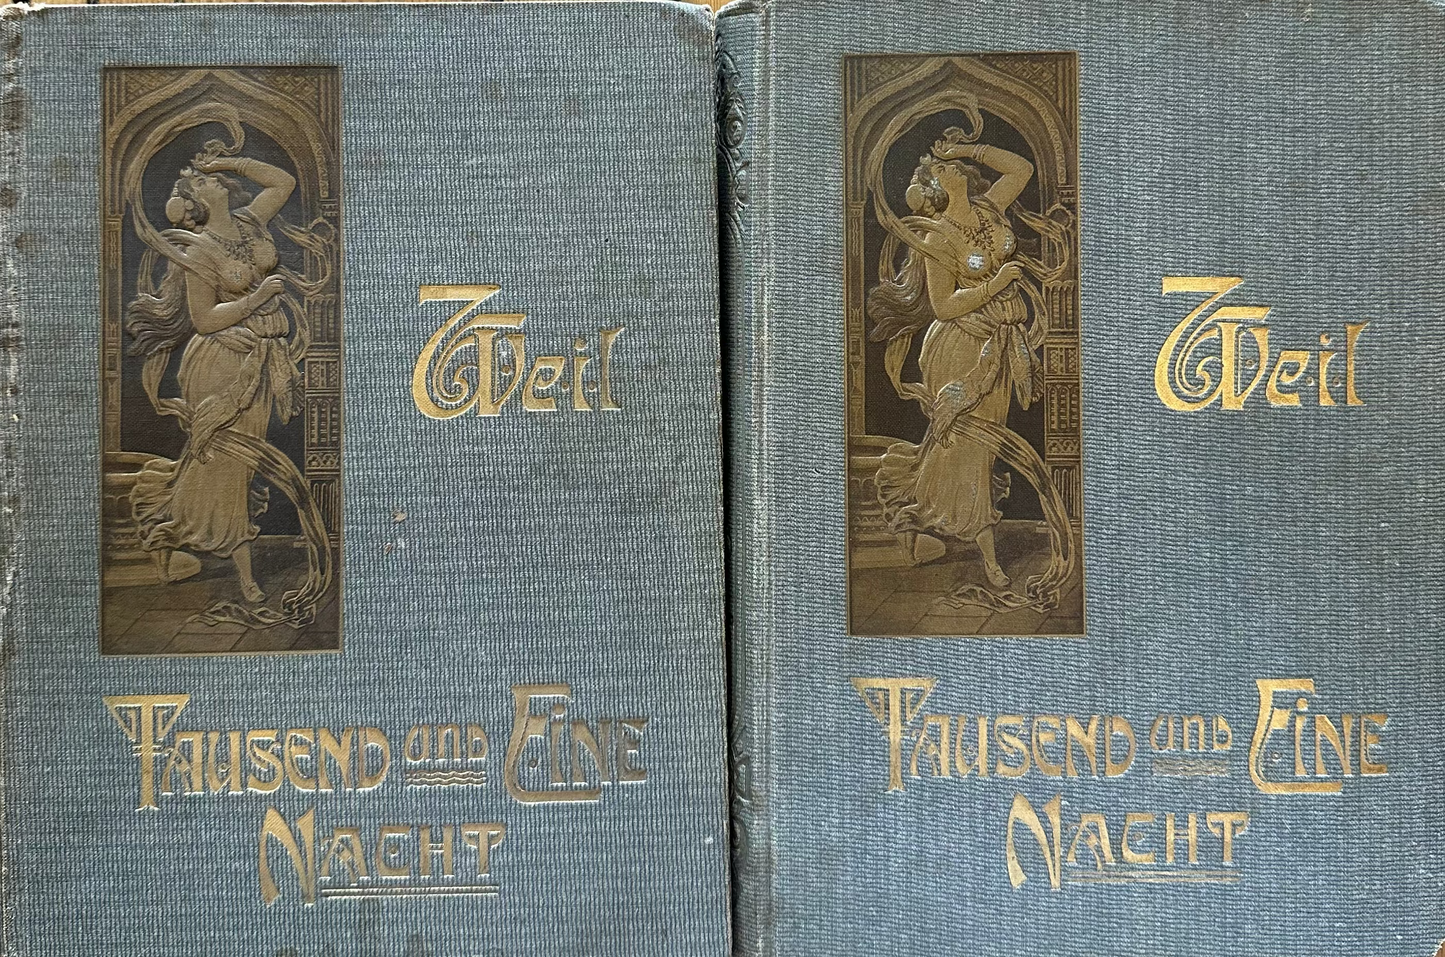 Weil
Tausend und Eine
Nacht
Weil
Tausend und Eine
Nacht